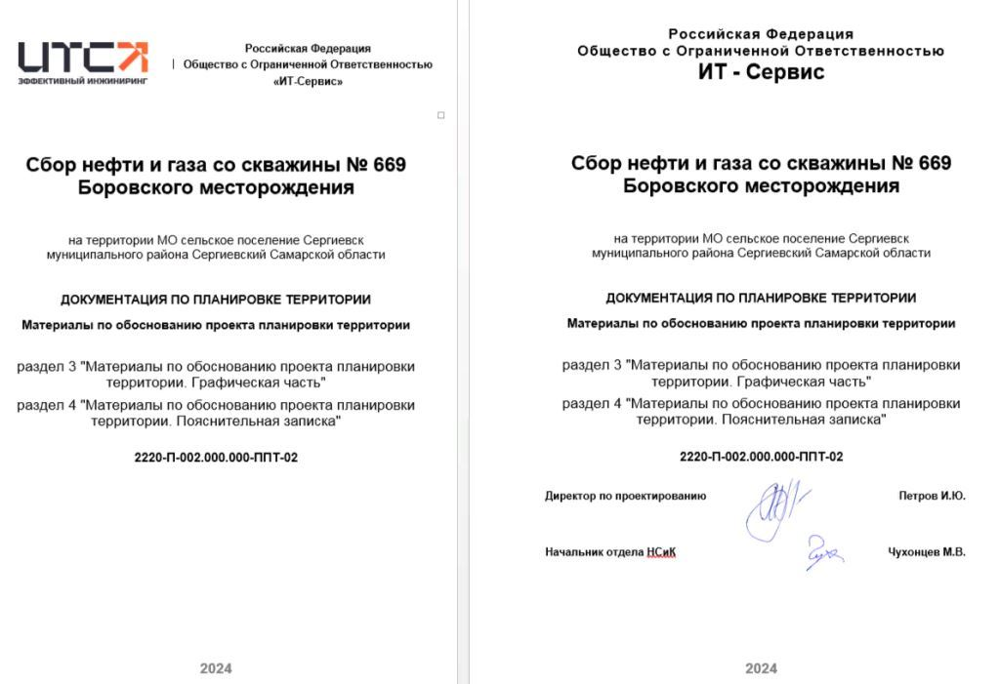 ИТС
ЭФФЕКТИВНЫЙ ИНЖИНИРИНГ
Российская Федерация
Общество с Ограниченной Ответственностью
«ИТ-Сервис»
Сбор нефти и газа со скважины № 669
Боровского месторождения
на территории МО сельское поселение Сергиевск
муниципального района Сергиевский Самарской области
ДОКУМЕНТАЦИЯ ПО ПЛАНИРОВКЕ ТЕРРИТОРИИ
Материалы по обоснованию проекта планировки территории
раздел 3 "Материалы по обоснованию проекта планировки
территории. Графическая часть"
раздел 4 "Материалы по обоснованию проекта планировки
территории. Пояснительная записка"
2220-П-002.000.000-ППТ-02
2024
Российская Федерация
Общество с Ограниченной Ответственностью
ИТ - Сервис
Сбор нефти и газа со скважины № 669
Боровского месторождения
на территории МО сельское поселение Сергиевск
муниципального района Сергиевский Самарской области
ДОКУМЕНТАЦИЯ ПО ПЛАНИРОВКЕ ТЕРРИТОРИИ
Материалы по обоснованию проекта планировки территории
раздел 3 "Материалы по обоснованию проекта планировки
территории. Графическая часть"
раздел 4 "Материалы по обоснованию проекта планировки
территории. Пояснительная записка"
2220-П-002.000.000-ППТ-02
Директор по проектированию Петров И.Ю.
Начальник отдела НСиК Чухонцев М.В.
2024